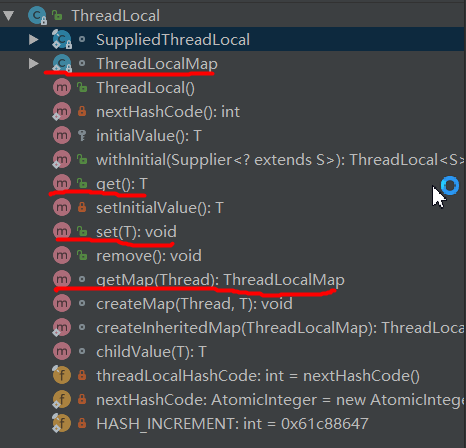 ThreadLocal
SuppliedThreadLocal
ThreadLocalMap
ThreadLocal()
nextHashCode(): int
initialValue(): T
withInitial(Supplier<? extends S>): ThreadLocal<S>
get(): T
setInitialValue(): T
set(T): void
remove(): void
getMap(Thread): ThreadLocalMap
createMap(Thread, T): void
createInheritedMap(ThreadLocalMap): ThreadLoca
childValue(T): T
threadLocalHashCode: int = nextHashCode()
nextHashCode: AtomicInteger = new AtomicInteger
HASH_INCREMENT: int = 0x61c88647